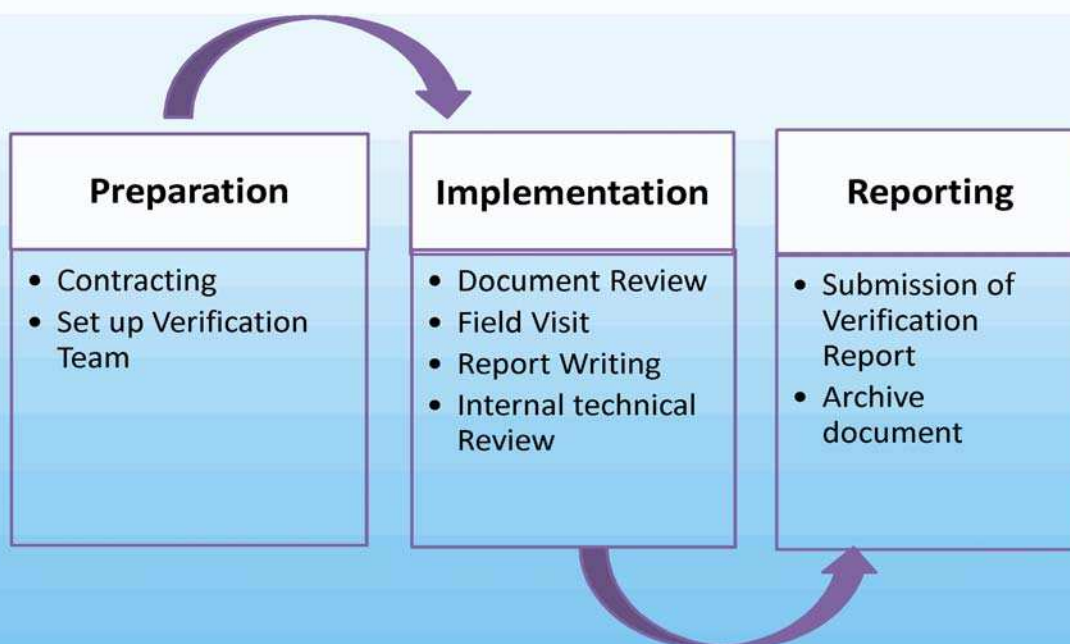 Preparation
• Contracting
• Set up Verification
Team
Implementation
• Document Review
• Field Visit
• Report Writing
• Internal technical
Review
Reporting
• Submission of
Verification
Report
• Archive
document